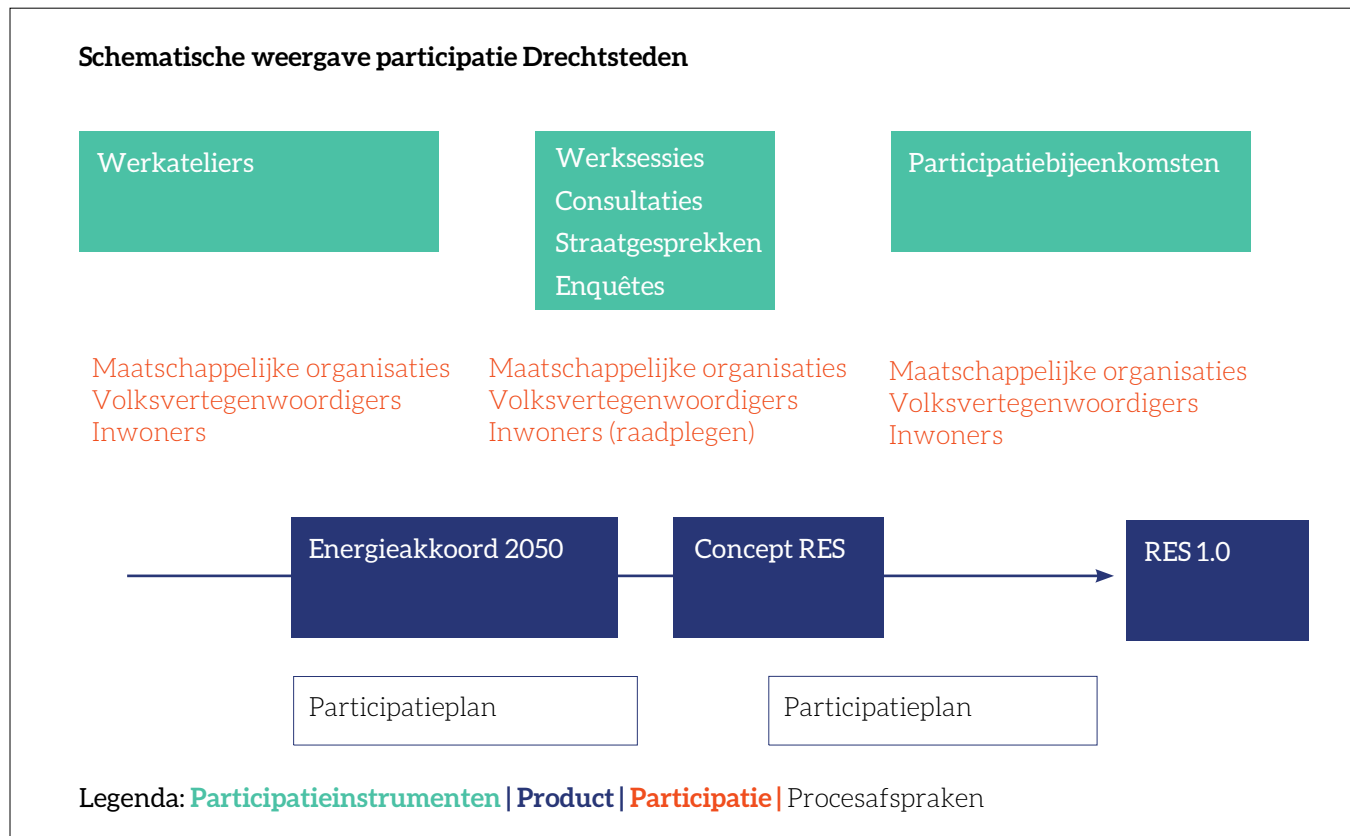 Schematische weergave participatie Drechtsteden
Werkateliers
Werksessies
Consultaties
Straatgesprekken
Enquêtes
Participatiebijeenkomsten
Maatschappelijke organisaties
Volksvertegenwoordigers
Inwoners
Maatschappelijke organisaties
Volksvertegenwoordigers
Inwoners (raadplegen)
Maatschappelijke organisaties
Volksvertegenwoordigers
Inwoners
Energieakkoord 2050
Concept RES
RES 1.0
Participatieplan
Participatieplan
Legenda: Participatieinstrumenten | Product | Participatie | Procesafspraken